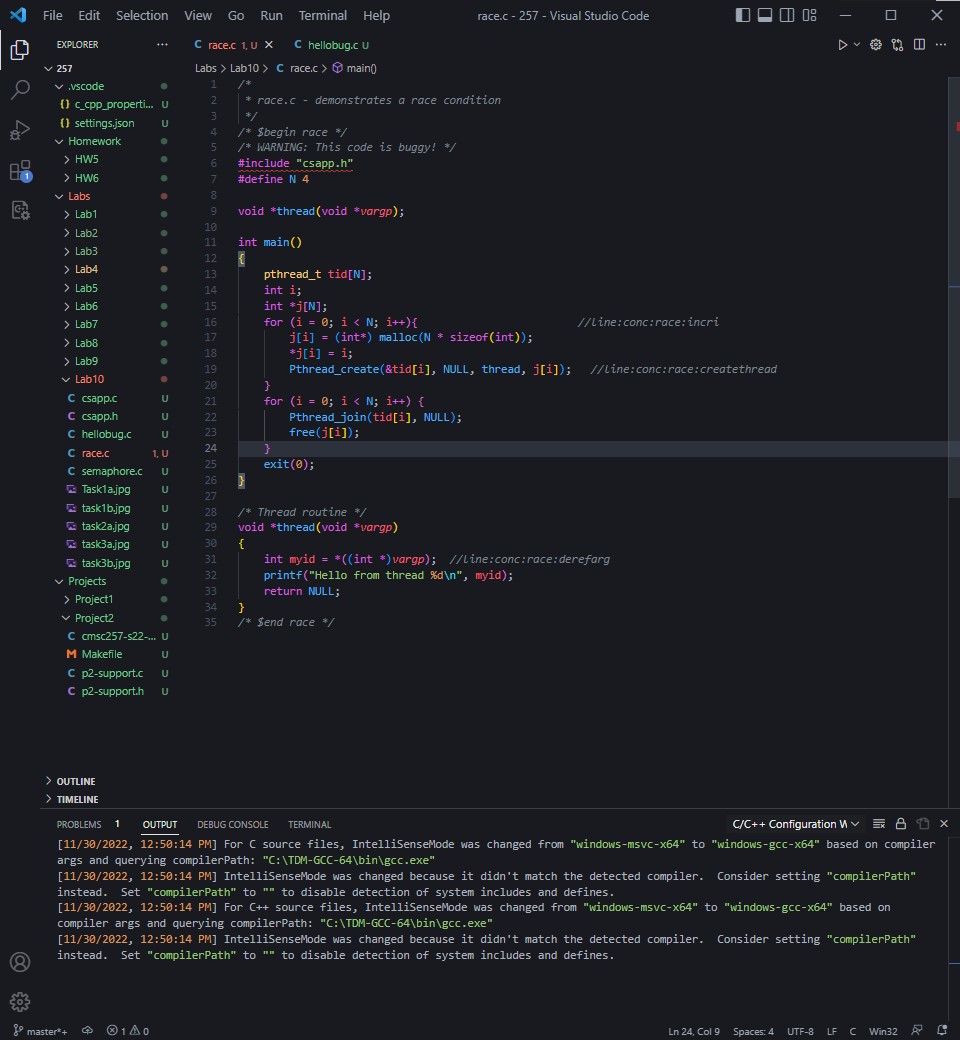 File Edit Selection View Go Run Terminal Help race.c - 257 - Visual Studio Code
EXPLORER
257
.vscode
c_cpp_properti... U
settings.json U
Homework
HW5
HW6
Labs
Lab1
Lab2
Lab3
Lab4
Lab5
Lab6
Lab7
Lab8
Lab9
Lab10
C csapp.c U
C csapp.h U
C hellobug.c U
C race.c 1, U
C semaphore.c U
Task1a.jpg U
task1b.jpg U
task2a.jpg U
task3a.jpg U
task3b.jpg U
Projects
Project1
Project2
C cmsc257-s22-... U
M Makefile U
C p2-support.c U
C p2-support.h U
OUTLINE
TIMELINE
C race.c 1, U C hellobug.c U
Labs > Lab10 > C race.c > main()
1 /*
2 * race.c - demonstrates a race condition
3 */
4 /* $begin race */
5 /* WARNING: This code is buggy! */
6 #include "csapp.h"
7 #define N 4
8
9 void *thread(void *vargp);
10
11 int main()
12 {
13 pthread_t tid[N];
14 int i;
15 int *j[N];
16 for (i = 0; i < N; i++){ //line:conc:race:incri
17 j[i] = (int*) malloc(N * sizeof(int));
18 *j[i] = i;
19 Pthread_create(&tid[i], NULL, thread, j[i]); //line:conc:race:createthread
20 }
21 for (i = 0; i < N; i++) {
22 Pthread_join(tid[i], NULL);
23 free(j[i]);
24 }
25 exit(0);
26 }
27
28 /* Thread routine */
29 void *thread(void *vargp)
30 {
31 int myid = *((int *)vargp); //line:conc:race:derefarg
32 printf("Hello from thread %d\n", myid);
33 return NULL;
34 }
35 /* $end race */
PROBLEMS 1 OUTPUT DEBUG CONSOLE TERMINAL C/C++ Configuration W
[11/30/2022, 12:50:14 PM] For C source files, IntelliSenseMode was changed from "windows-msvc-x64" to "windows-gcc-x64" based on compiler
args and querying compilerPath: "C:\TDM-GCC-64\bin\gcc.exe"
[11/30/2022, 12:50:14 PM] IntelliSenseMode was changed because it didn't match the detected compiler. Consider setting "compilerPath"
instead. Set "compilerPath" to "" to disable detection of system includes and defines.
[11/30/2022, 12:50:14 PM] For C++ source files, IntelliSenseMode was changed from "windows-msvc-x64" to "windows-gcc-x64" based on
compiler args and querying compilerPath: "C:\TDM-GCC-64\bin\gcc.exe"
[11/30/2022, 12:50:14 PM] IntelliSenseMode was changed because it didn't match the detected compiler. Consider setting "compilerPath"
instead. Set "compilerPath" to "" to disable detection of system includes and defines.
master*+ 1 0 Ln 24, Col 9 Spaces: 4 UTF-8 LF C Win32